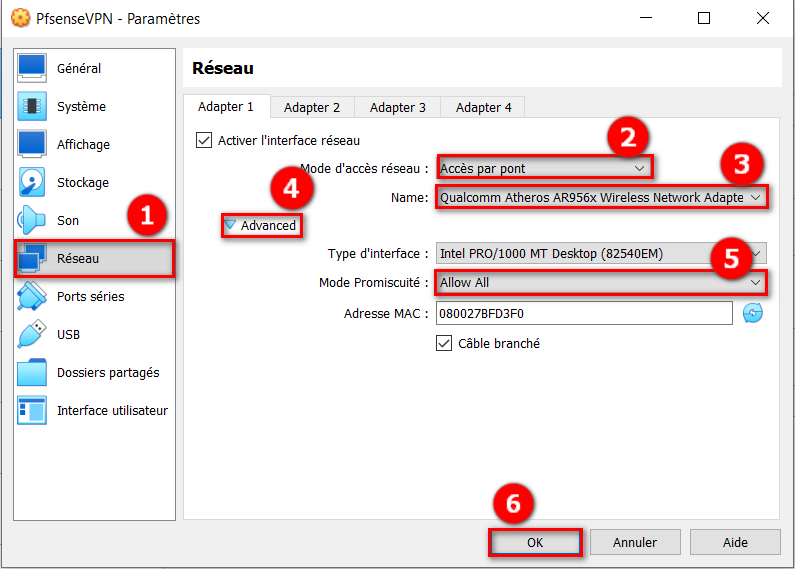 PfsenseVPN - Paramètres
Général
Système
Affichage
Stockage
Son
1
Réseau
Ports séries
USB
Dossiers partagés
Interface utilisateur
Réseau
Adapter 1 Adapter 2 Adapter 3 Adapter 4
Activer l'interface réseau
2
Mode d'accès réseau : Accès par pont
3
Name: Qualcomm Atheros AR956x Wireless Network Adapte
4
Advanced
Type d'interface : Intel PRO/1000 MT Desktop (82540EM)
5
Mode Promiscuité : Allow All
Adresse MAC : 080027BFD3F0
Câble branché
6
OK Annuler Aide